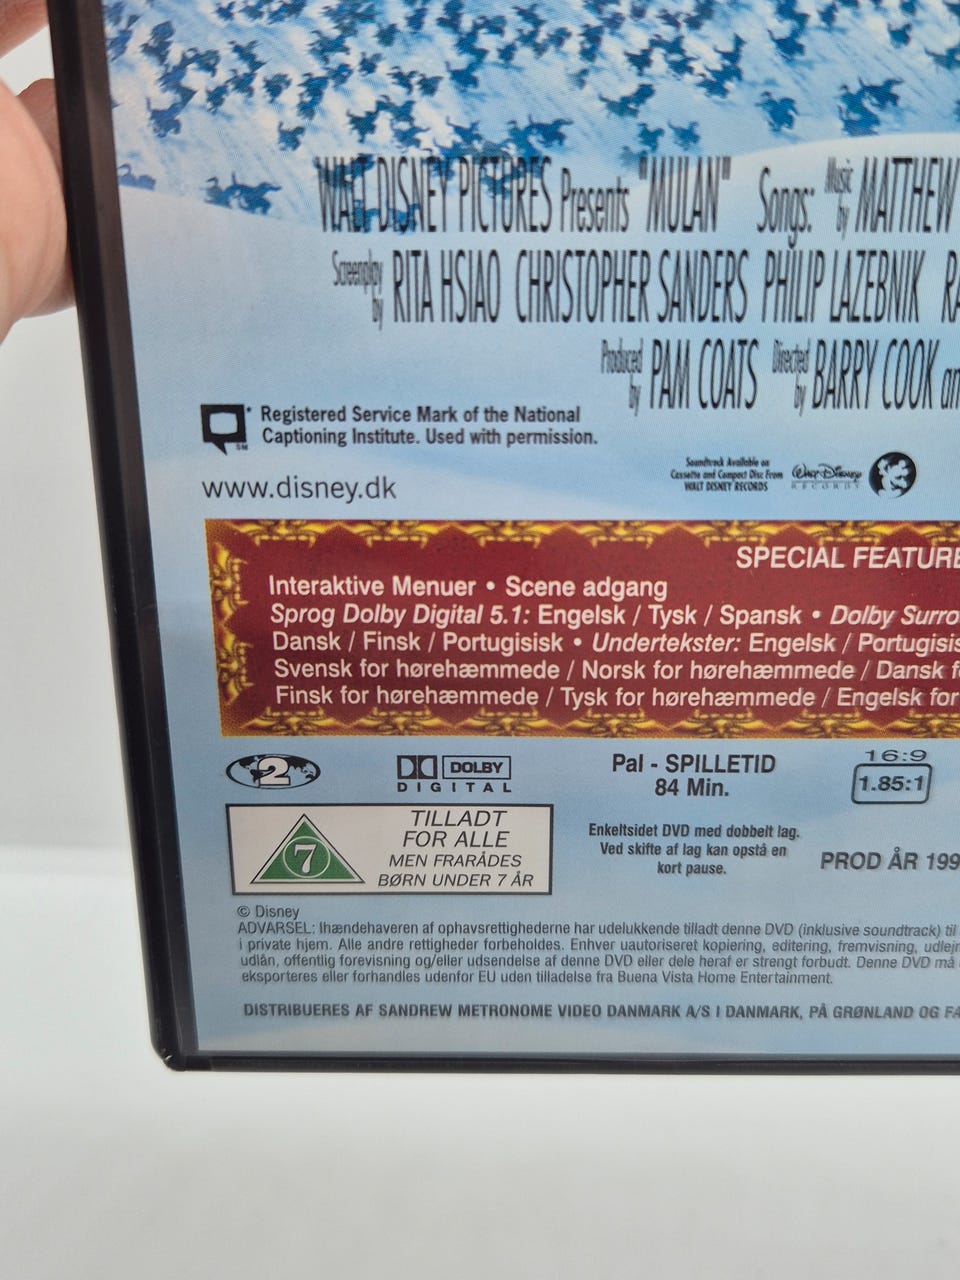 WALT DISNEY PICTURES Presents "MULAN" Songs: Music by MATTHEW
Screenplay by RITA HSIAO CHRISTOPHER SANDERS PHILIP LAZEBNIK RA
Produced by PAM COATS Directed by BARRY COOK an
Registered Service Mark of the National
Captioning Institute. Used with permission.
SM
Soundtrack Available on
Cassette and Compact Disc From
WALT DISNEY RECORDS
Walt Disney
RECORDS
www.disney.dk
SPECIAL FEATURE
Interaktive Menuer • Scene adgang
Sprog Dolby Digital 5.1: Engelsk / Tysk / Spansk • Dolby Surro
Dansk / Finsk / Portugisisk • Undertekster: Engelsk / Portugisis
Svensk for hørehæmmede / Norsk for hørehæmmede / Dansk f
Finsk for hørehæmmede / Tysk for hørehæmmede / Engelsk for
2
DOLBY
DIGITAL
Pal - SPILLETID
84 Min.
16:9
1.85:1
7
TILLADT
FOR ALLE
MEN FRARÅDES
BØRN UNDER 7 ÅR
Enkeltsidet DVD med dobbelt lag.
Ved skifte af lag kan opstå en
kort pause.
PROD ÅR 199
© Disney
ADVARSEL: Ihændehaveren af ophavsrettighederne har udelukkende tilladt denne DVD (inklusive soundtrack) til
i private hjem. Alle andre rettigheder forbeholdes. Enhver uautoriseret kopiering, editering, fremvisning, udlejn
udlån, offentlig forevisning og/eller udsendelse af denne DVD eller dele heraf er strengt forbudt. Denne DVD må
eksporteres eller forhandles udenfor EU uden tilladelse fra Buena Vista Home Entertainment.
DISTRIBUERES AF SANDREW METRONOME VIDEO DANMARK A/S I DANMARK, PÅ GRØNLAND OG FÆ